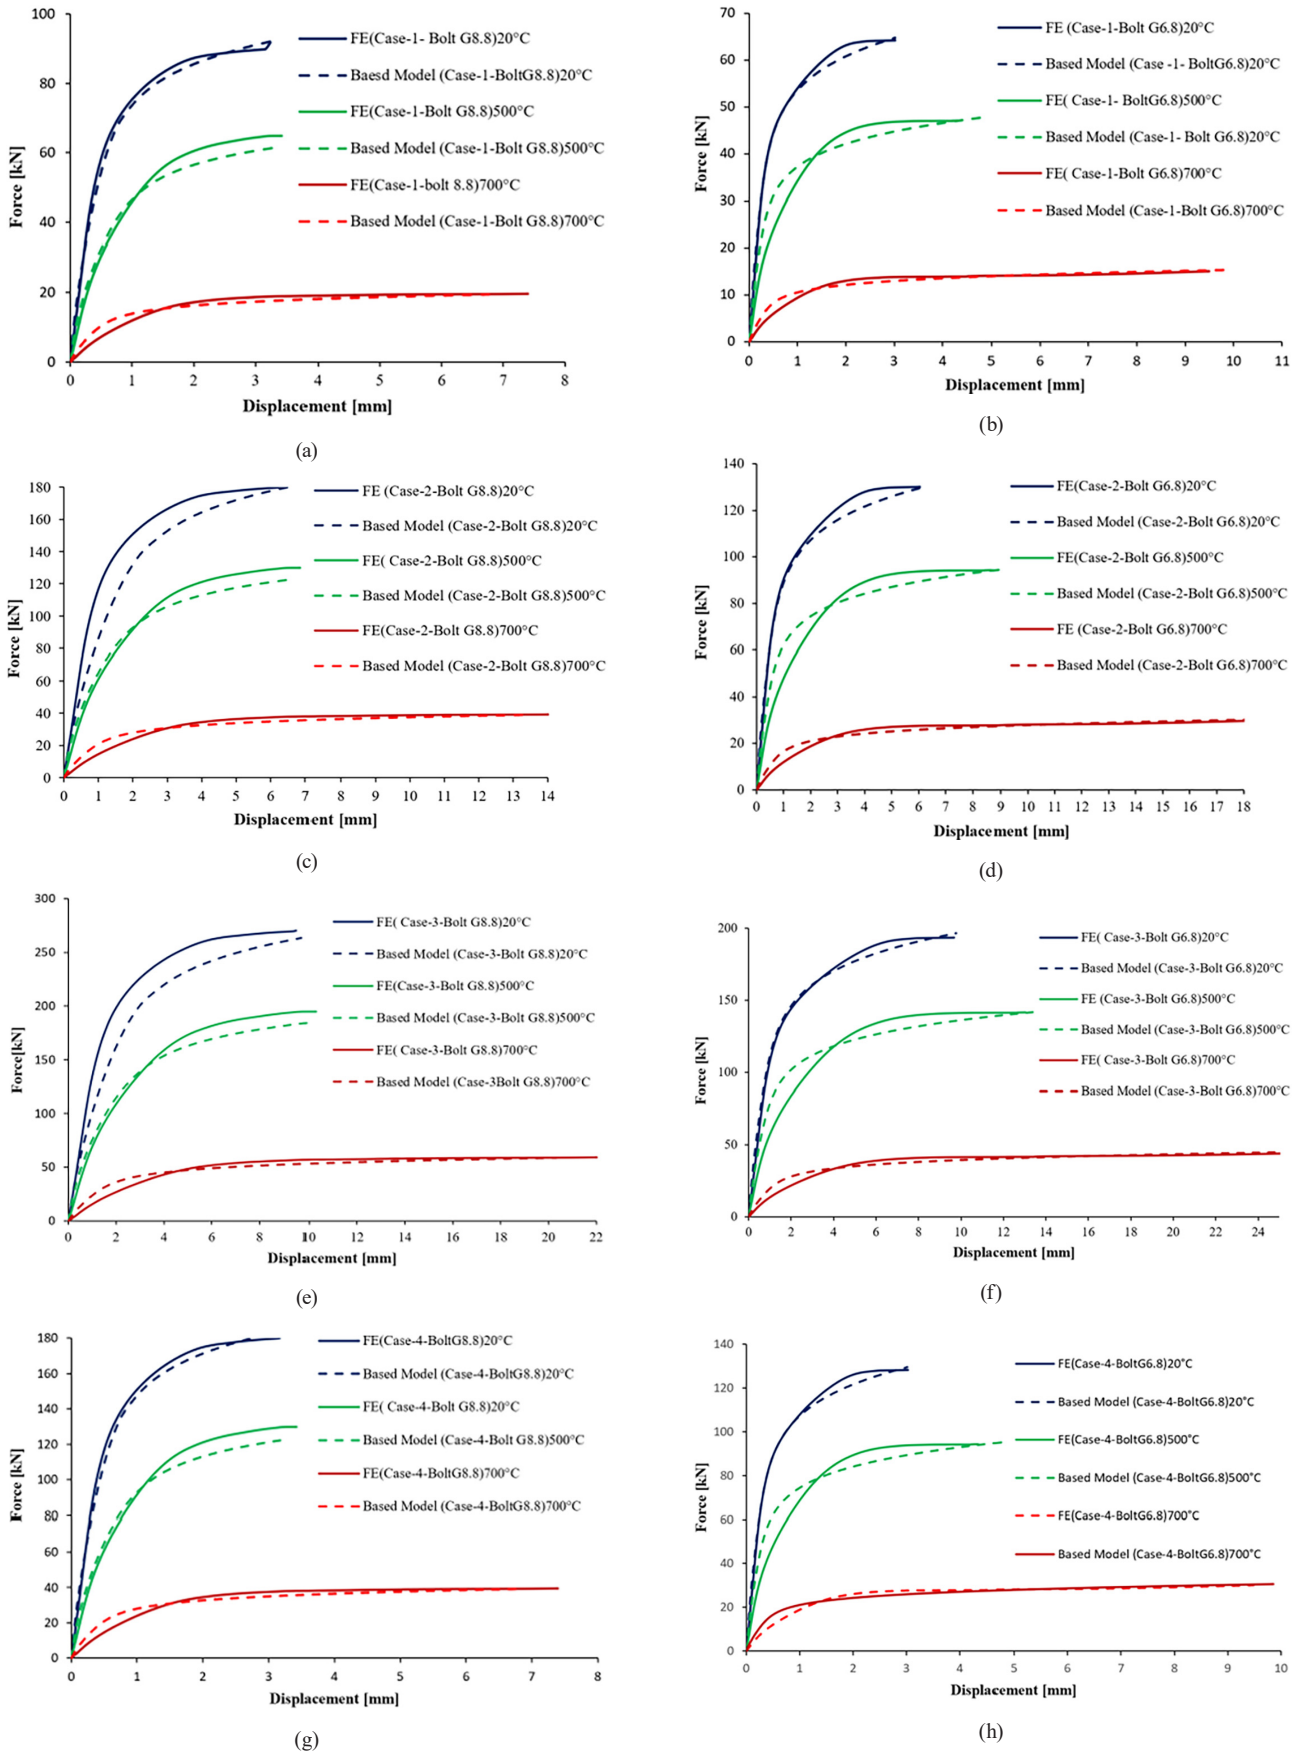 100
80
60
40
20
0
0 1 2 3 4 5 6 7 8
Force [kN]
Displacement [mm]
FE(Case-1- Bolt G8.8)20°C
Baesd Model (Case-1-BoltG8.8)20°C
FE(Case-1-Bolt G8.8)500°C
Based Model (Case-1-Bolt G8.8)500°C
FE(Case-1-bolt 8.8)700°C
Based Model (Case-1-Bolt G8.8)700°C
(a)
70
60
50
40
30
20
10
0
0 1 2 3 4 5 6 7 8 9 10 11
Force [kN]
Displacement [mm]
FE (Case-1-Bolt G6.8)20°C
Based Model (Case -1- BoltG6.8)20°C
FE( Case-1- BoltG6.8)500°C
Based Model (Case-1- Bolt G6.8)20°C
FE( Case-1-Bolt G6.8)700°C
Based Model (Case-1-Bolt G6.8)700°C
(b)
180
160
140
120
100
80
60
40
20
0
0 1 2 3 4 5 6 7 8 9 10 11 12 13 14
Force [kN]
Displacement [mm]
FE (Case-2-Bolt G8.8)20°C
Based Model (Case-2-Bolt G8.8)20°C
FE( Case-2-Bolt G8.8)500°C
Based Model (Case-2-Bolt G8.8)500°C
FE(Case-2-Bolt G8.8)700°C
Based Model (Case-2-Bolt G8.8)700°C
(c)
140
120
100
80
60
40
20
0
0 1 2 3 4 5 6 7 8 9 10 11 12 13 14 15 16 17 18
Force [kN]
Displacement [mm]
FE(Case-2-Bolt G6.8)20°C
Based Model (Case-2-Bolt G6.8)20°C
FE(Case-2-Bolt G6.8)500°C
Based Model (Case-2-Bolt G6.8)500°C
FE (Case-2-Bolt G6.8)700°C
Based Model (Case-2-Bolt G6.8)700°C
(d)
300
250
200
150
100
50
0
0 2 4 6 8 10 12 14 16 18 20 22
Force[kN]
Displacement [mm]
FE( Case-3-Bolt G8.8)20°C
Based Model (Case-3-Bolt G8.8)20°C
FE(Case-3-Bolt G8.8)500°C
Based Model (Case-3-Bolt G8.8)500°C
FE( Case-3-Bolt G8.8)700°C
Based Model (Case-3Bolt G8.8)700°C
(e)
200
150
100
50
0
0 2 4 6 8 10 12 14 16 18 20 22 24
Force [kN]
Displacement [mm]
FE( Case-3-Bolt G6.8)20°C
Based Model (Case-3-Bolt G6.8)20°C
FE (Case-3-Bolt G6.8)500°C
Based Model (Case-3-Bolt G6.8)500°C
FE( Case-3-Bolt G6.8)700°C
Based Model (Case-3-Bolt G6.8)700°C
(f)
180
160
140
120
100
80
60
40
20
0
0 1 2 3 4 5 6 7 8
Force [kN]
Displacement [mm]
FE(Case-4-BoltG8.8)20°C
Based Model (Case-4-BoltG8.8)20°C
FE( Case-4-Bolt G8.8)20°C
Based Model (Case-4-Bolt G8.8)500°C
FE(Case-4-BoltG8.8)700°C
Based Model (Case-4-BoltG8.8)700°C
(g)
140
120
100
80
60
40
20
0
0 1 2 3 4 5 6 7 8 9 10
Force [kN]
Displacement [mm]
FE(Case-4-BoltG6.8)20°C
Based Model (Case-4-BoltG6.8)20°C
FE(Case-4-BoltG6.8)500°C
Based Model (Case-4-BoltG6.8)500°C
FE(Case-4-BoltG6.8)700°C
Based Model (Case-4-BoltG6.8)700°C
(h)